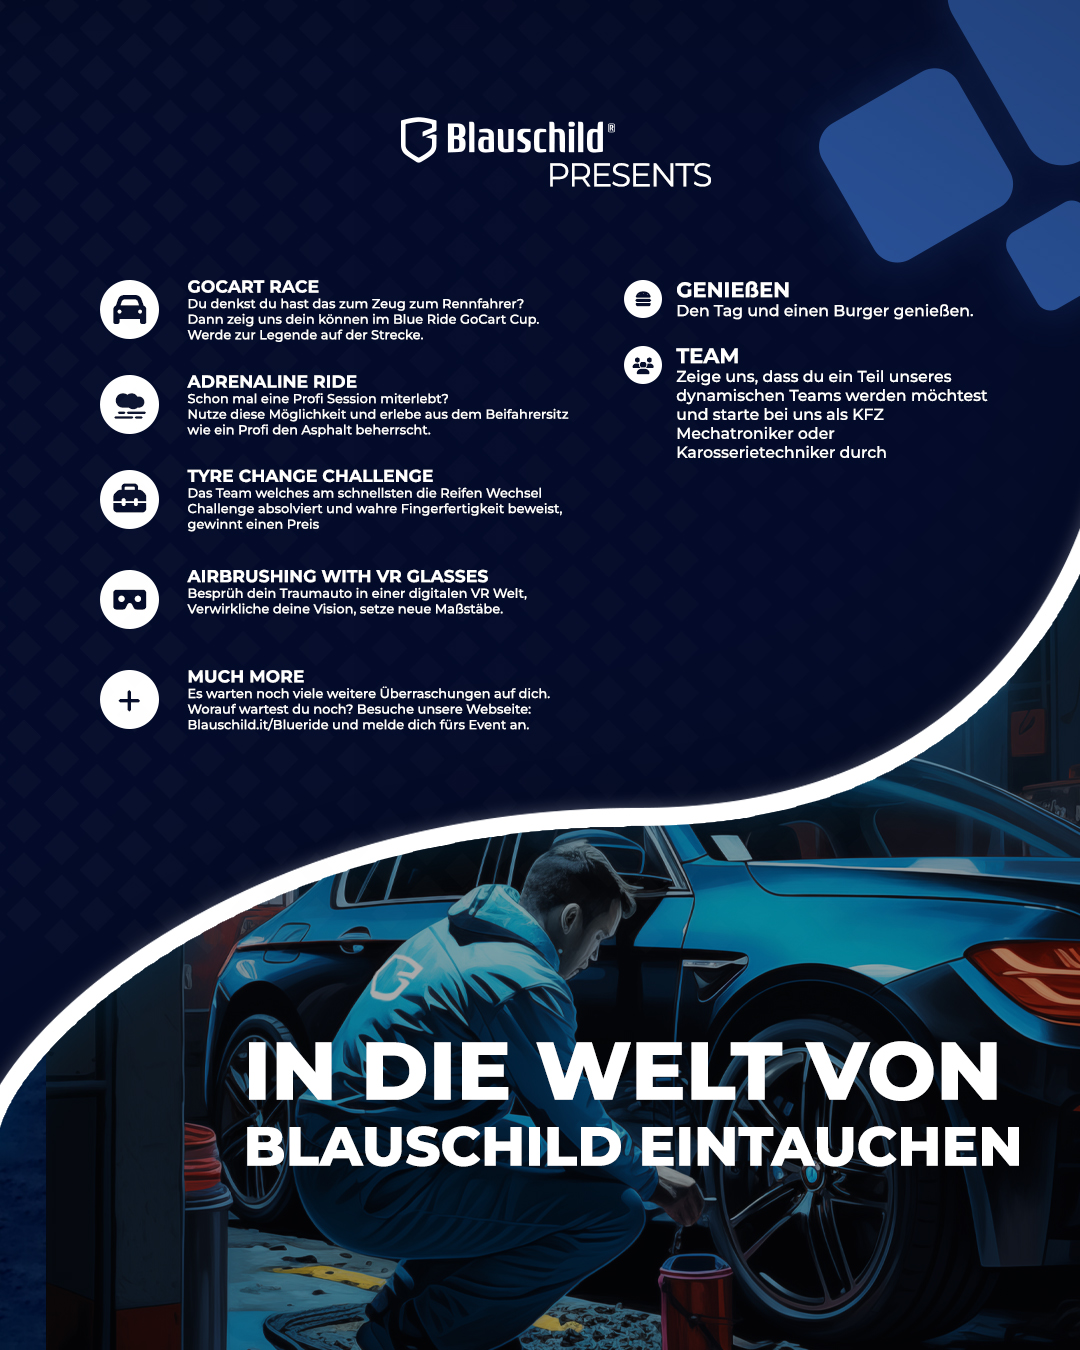 Blauschild®
PRESENTS
GOCART RACE
Du denkst du hast das zum Zeug zum Rennfahrer?
Dann zeig uns dein können im Blue Ride GoCart Cup.
Werde zur Legende auf der Strecke.
ADRENALINE RIDE
Schon mal eine Profi Session miterlebt?
Nutze diese Möglichkeit und erlebe aus dem Beifahrersitz
wie ein Profi den Asphalt beherrscht.
TYRE CHANGE CHALLENGE
Das Team welches am schnellsten die Reifen Wechsel
Challenge absolviert und wahre Fingerfertigkeit beweist,
gewinnt einen Preis
AIRBRUSHING WITH VR GLASSES
Besprüh dein Traumauto in einer digitalen VR Welt,
Verwirkliche deine Vision, setze neue Maßstäbe.
MUCH MORE
Es warten noch viele weitere Überraschungen auf dich.
Worauf wartest du noch? Besuche unsere Webseite:
Blauschild.it/Blueride und melde dich fürs Event an.
GENIEßEN
Den Tag und einen Burger genießen.
TEAM
Zeige uns, dass du ein Teil unseres
dynamischen Teams werden möchtest
und starte bei uns als KFZ
Mechatroniker oder
Karosserietechniker durch
IN DIE WELT VON
BLAUSCHILD EINTAUCHEN